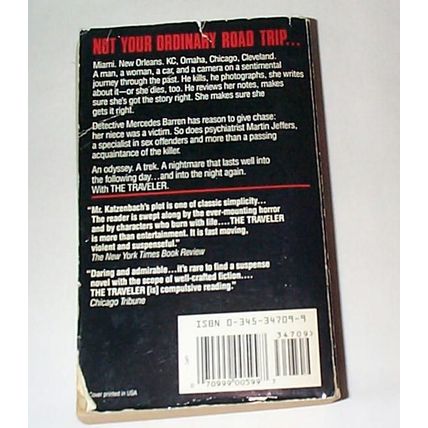 NOT YOUR ORDINARY ROAD TRIP...
Miami. New Orleans. KC, Omaha, Chicago, Cleveland.
A man, a woman, a car, and a camera on a sentimental
journey through the past. He kills, he photographs, she writes
about it—or she dies, too. He reviews her notes, makes
sure she's got the story right. She makes sure she
gets it right.
Detective Mercedes Barren has reason to give chase:
her niece was a victim. So does psychiatrist Martin Jeffers,
a specialist in sex offenders and more than a passing
acquaintance of the killer.
An odyssey. A trek. A nightmare that lasts well into
the following day...and into the night again.
With THE TRAVELER.
"Mr. Katzenbach's plot is one of classic simplicity...
The reader is swept along by the ever-mounting horror
and by characters who burn with life....THE TRAVELER
is more than entertainment. It is fast moving,
violent and suspenseful."
The New York Times Book Review
"Daring and admirable...it's rare to find a suspense
novel with the scope of well-crafted fiction....
THE TRAVELER [is] compulsive reading."
Chicago Tribune
ISBN 0-345-34709-9
34709>
0 70999 00599 3
Cover printed in USA